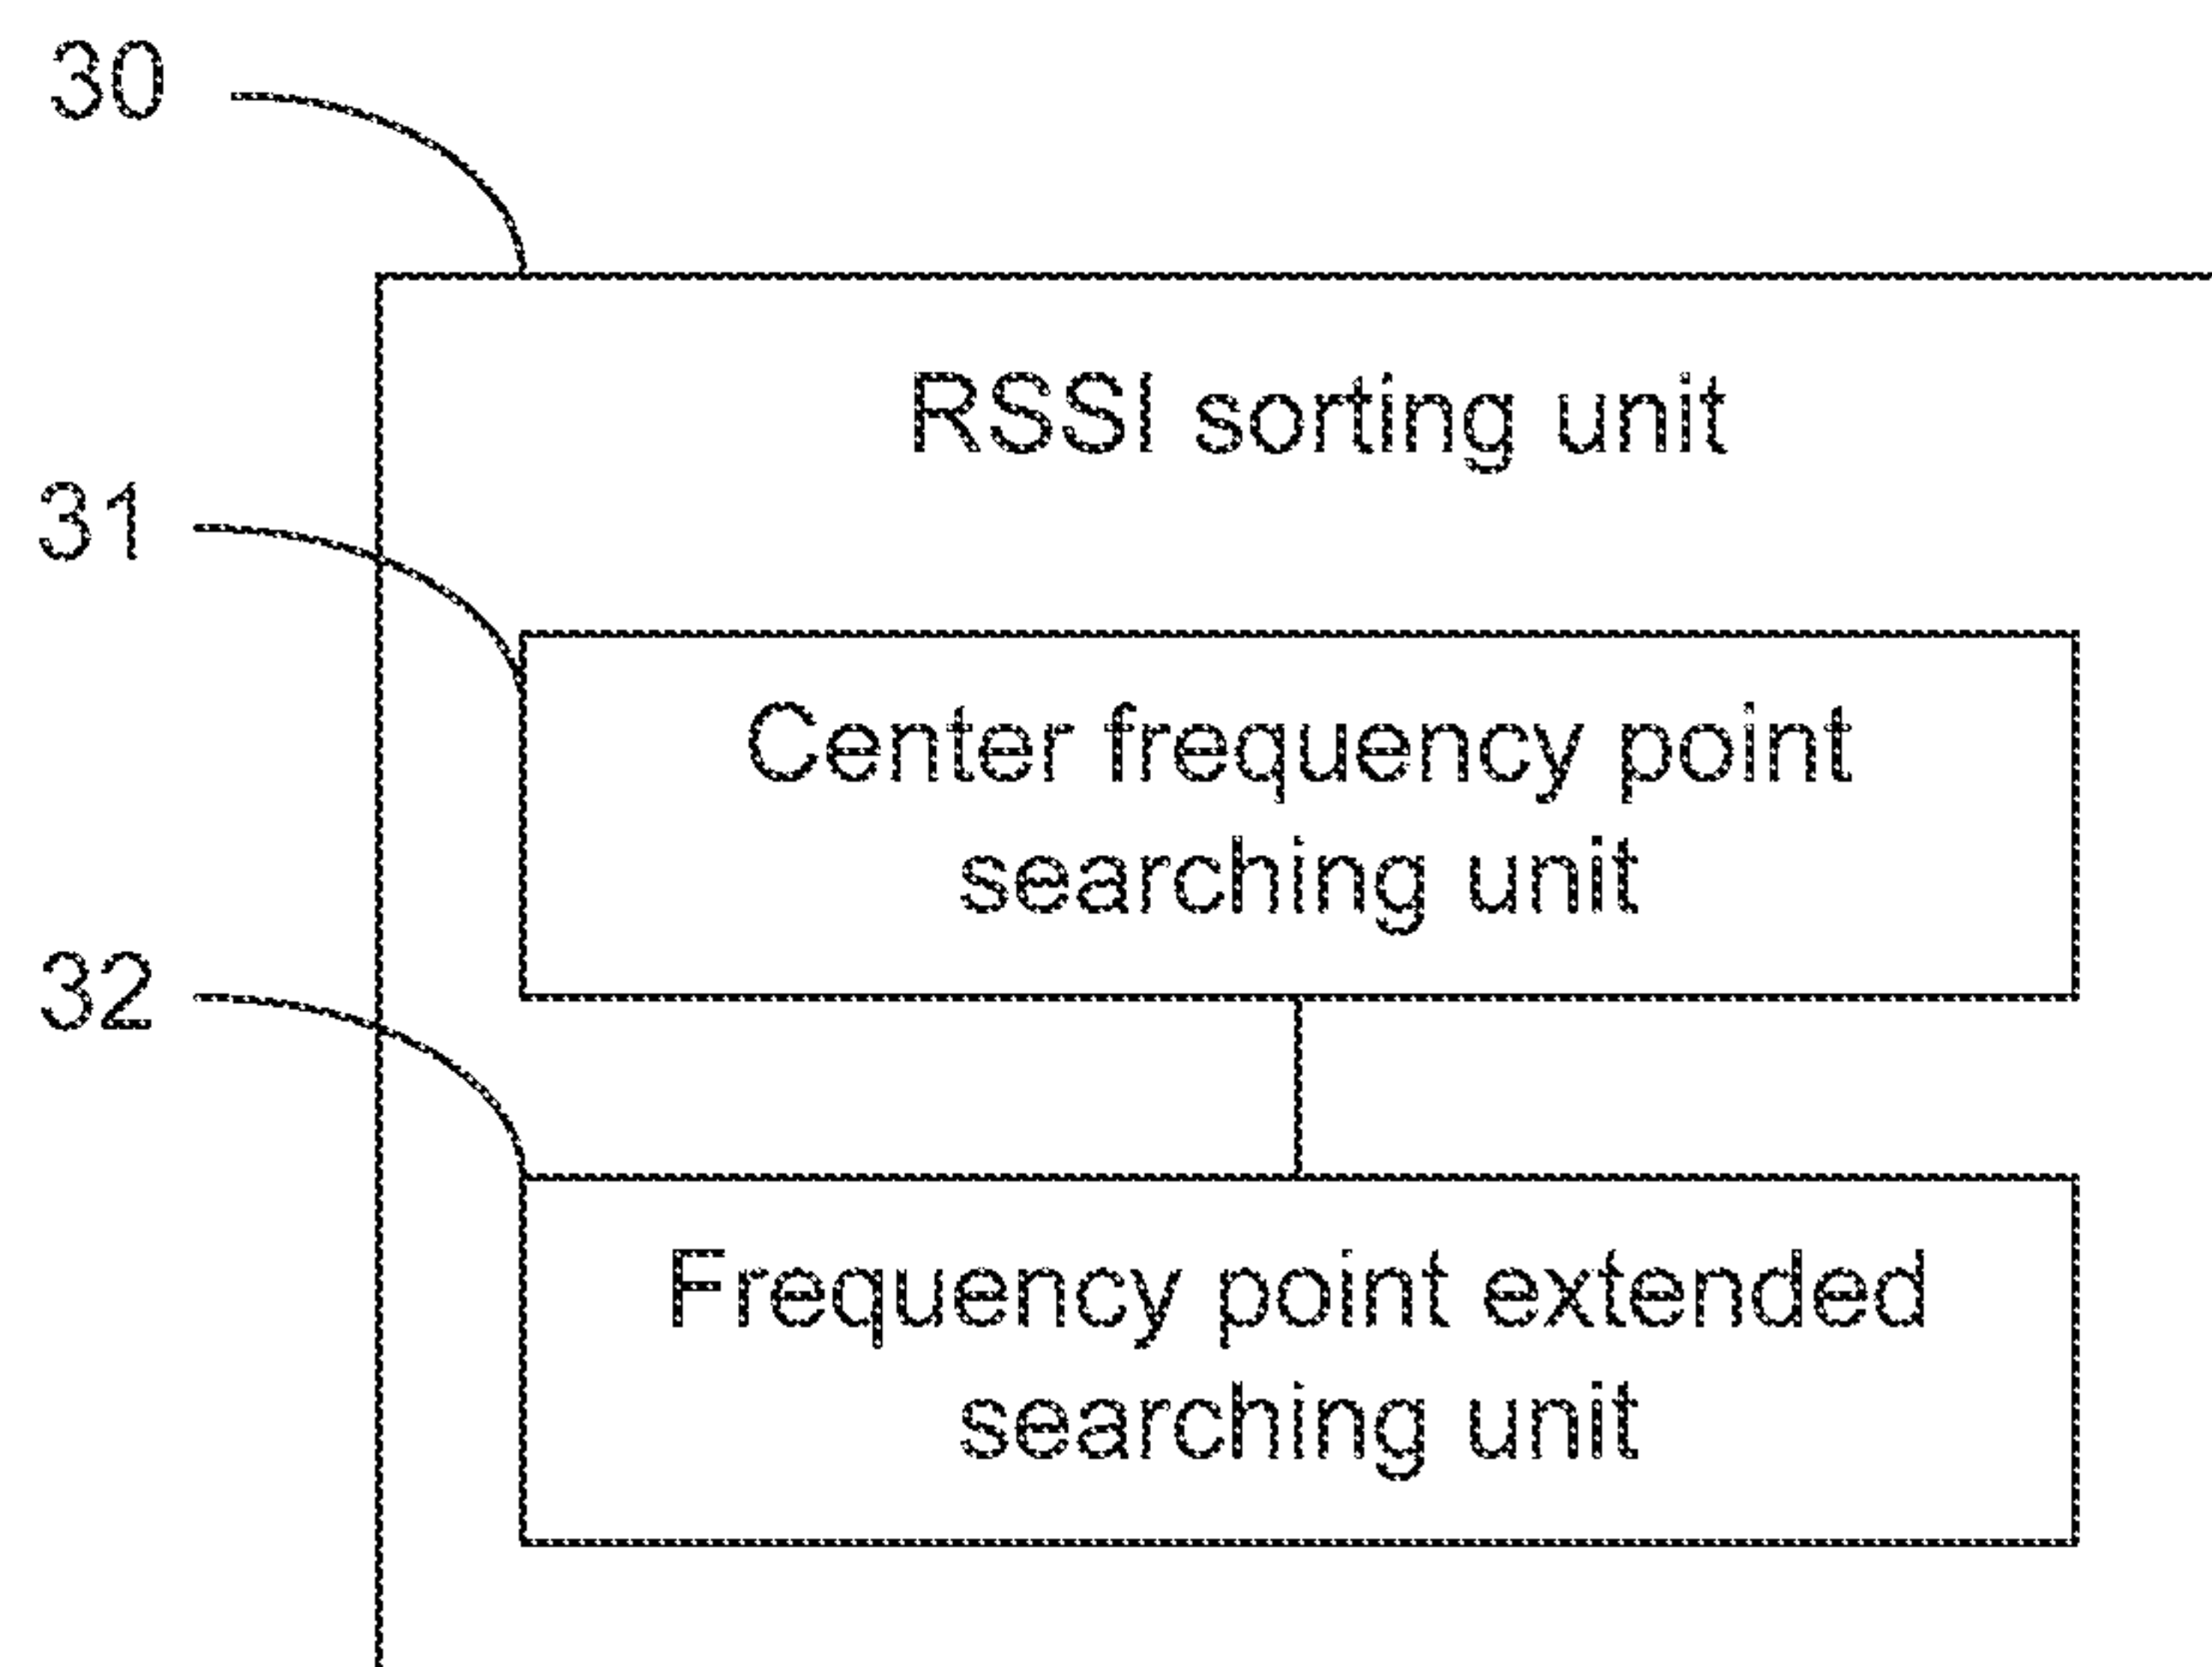 30
RSSI sorting unit
31
Center frequency point
searching unit
32
Frequency point extended
searching unit